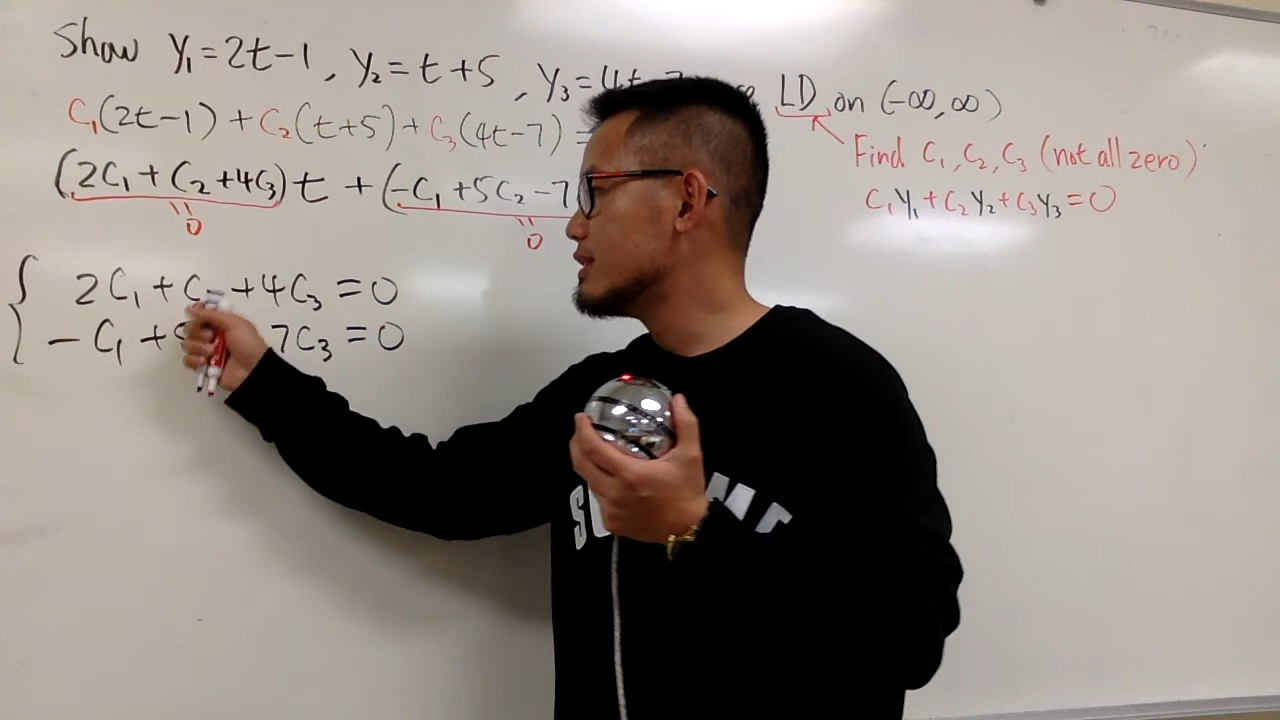 Show y₁=2t-1, y₂=t+5, y₃=4t LD on (-∞,∞)
C₁(2t-1)+C₂(t+5)+C₃(4t-7)=
Find C₁, C₂, C₃ (not all zero)
(2C₁+C₂+4C₃)t+(-C₁+5C₂-7
C₁y₁+C₂y₂+C₃y₃=0
0
0
2C₁+C +4C₃=0
-C₁+5 7C₃=0